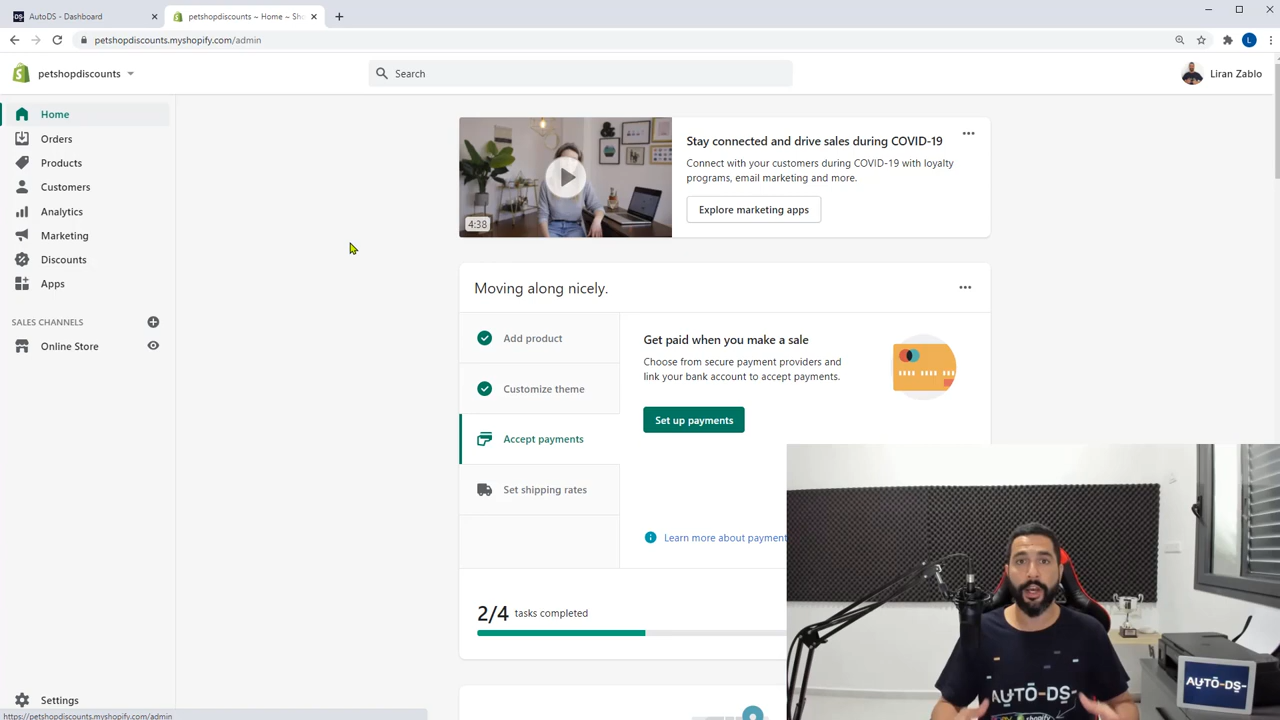 AutoDS - Dashboard
petshopdiscounts ~ Home ~ Sho
petshopdiscounts.myshopify.com/admin
L
petshopdiscounts
Search
Liran Zablo
Home
Orders
Products
Customers
Analytics
Marketing
Discounts
Apps
SALES CHANNELS
Online Store
Settings
4:38
Stay connected and drive sales during COVID-19
Connect with your customers during COVID-19 with loyalty
programs, email marketing and more.
Explore marketing apps
Moving along nicely.
Add product
Customize theme
Accept payments
Set shipping rates
Get paid when you make a sale
Choose from secure payment providers and
link your bank account to accept payments.
Set up payments
Learn more about payment
2/4 tasks completed
AUTO-DS-
shopify
AUTO-DS-
https://petshopdiscounts.myshopify.com/admin